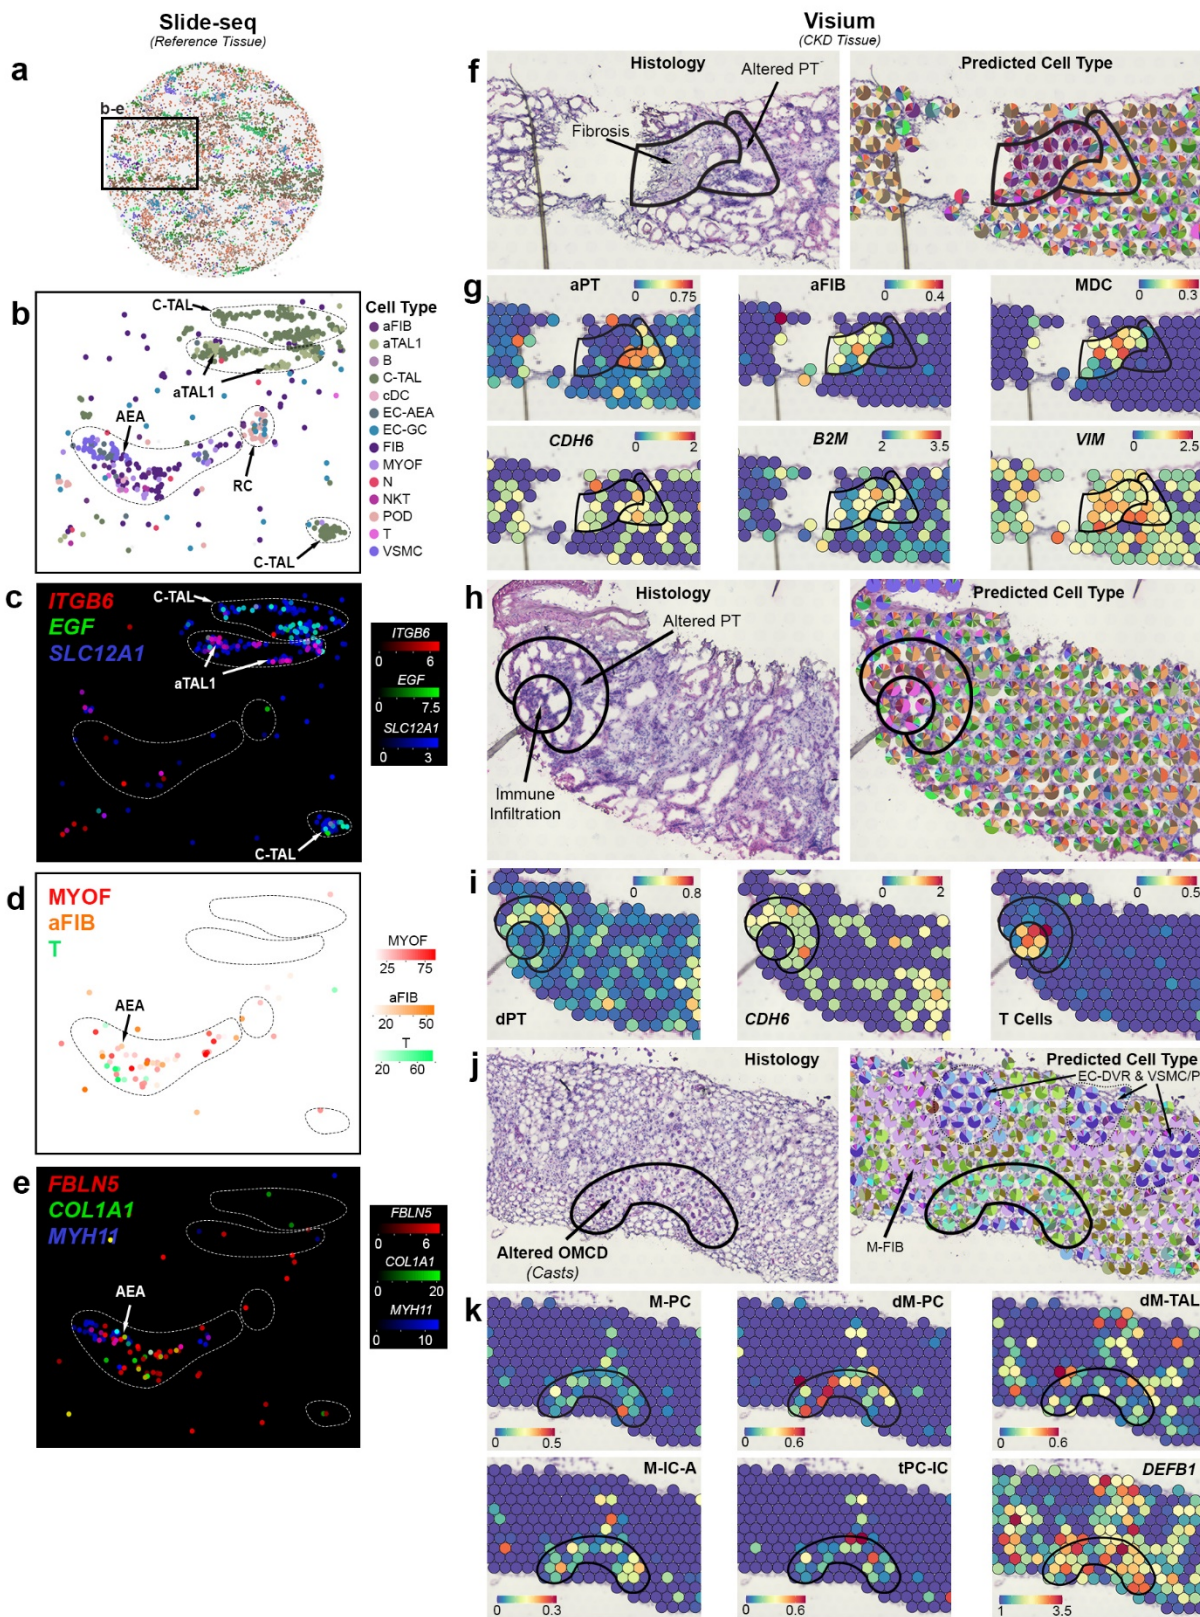 Slide-seq
(Reference Tissue)
Visium
(CKD Tissue)
a
b-e
b
C-TAL
aTAL1
AEA
RC
C-TAL
Cell Type
aFIB
aTAL1
B
C-TAL
cDC
EC-AEA
EC-GC
FIB
MYOF
N
NKT
POD
T
VSMC
c
ITGB6
EGF
SLC12A1
C-TAL
aTAL1
C-TAL
ITGB6
0 6
EGF
0 7.5
SLC12A1
0 3
d
MYOF
aFIB
T
AEA
MYOF
25 75
aFIB
20 50
T
20 60
e
FBLN5
COL1A1
MYH11
AEA
FBLN5
0 6
COL1A1
0 20
MYH11
0 10
f
Histology
Altered PT
Fibrosis
Predicted Cell Type
g
aPT
0 0.75
aFIB
0 0.4
MDC
0 0.3
CDH6
0 2
B2M
2 3.5
VIM
0 2.5
h
Histology
Altered PT
Immune
Infiltration
Predicted Cell Type
i
0 0.8
dPT
0 2
CDH6
0 0.5
T Cells
j
Histology
Altered OMCD
(Casts)
Predicted Cell Type
EC-DVR & VSMC/P
M-FIB
k
M-PC
0 0.5
dM-PC
0 0.6
dM-TAL
0 0.6
M-IC-A
0 0.3
tPC-IC
0 0.6
DEFB1
1 3.5